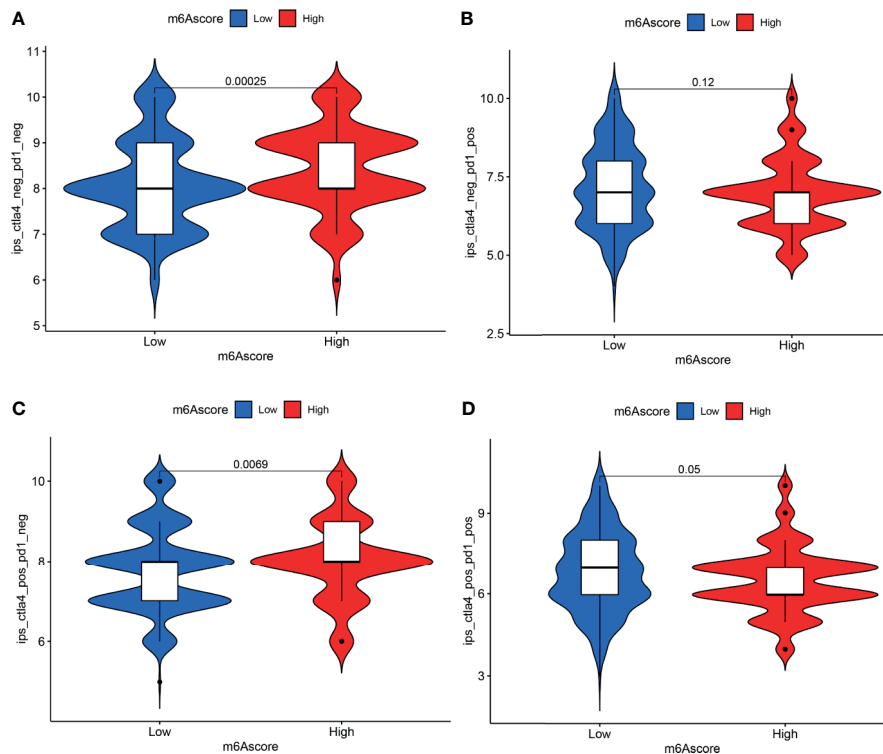 A
m6Ascore Low High
11
10
9
8
7
6
5
ips_ctla4_neg_pd1_neg
0.00025
Low High
m6Ascore
B
m6Ascore Low High
10.0
7.5
5.0
2.5
ips_ctla4_neg_pd1_pos
0.12
Low High
m6Ascore
C
m6Ascore Low High
10
8
6
ips_ctla4_pos_pd1_neg
0.0069
Low High
m6Ascore
D
m6Ascore Low High
9
6
3
ips_ctla4_pos_pd1_pos
0.05
Low High
m6Ascore